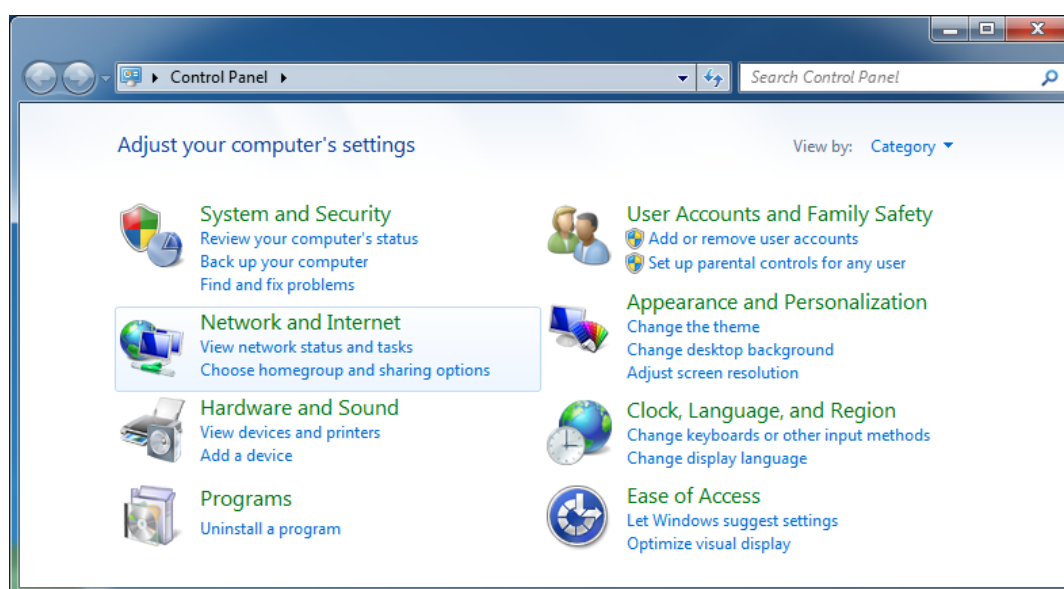 Control Panel
Search Control Panel
Adjust your computer's settings
View by: Category
System and Security
Review your computer's status
Back up your computer
Find and fix problems
Network and Internet
View network status and tasks
Choose homegroup and sharing options
Hardware and Sound
View devices and printers
Add a device
Programs
Uninstall a program
User Accounts and Family Safety
Add or remove user accounts
Set up parental controls for any user
Appearance and Personalization
Change the theme
Change desktop background
Adjust screen resolution
Clock, Language, and Region
Change keyboards or other input methods
Change display language
Ease of Access
Let Windows suggest settings
Optimize visual display